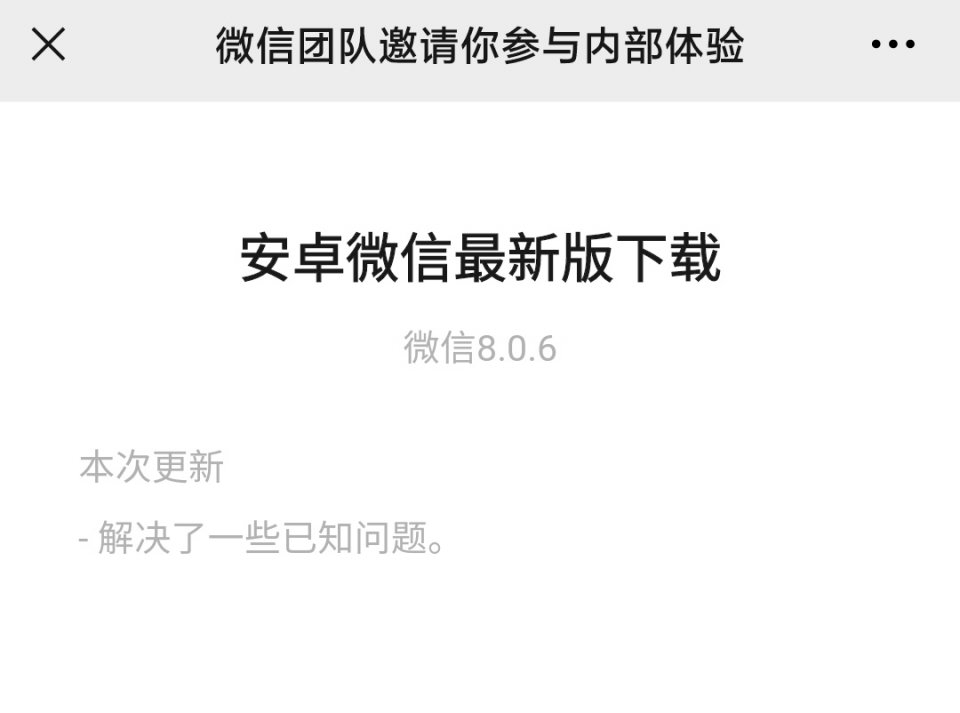 微信团队邀请你参与内部体验
安卓微信最新版下载
微信8.0.6
本次更新
- 解决了一些已知问题。